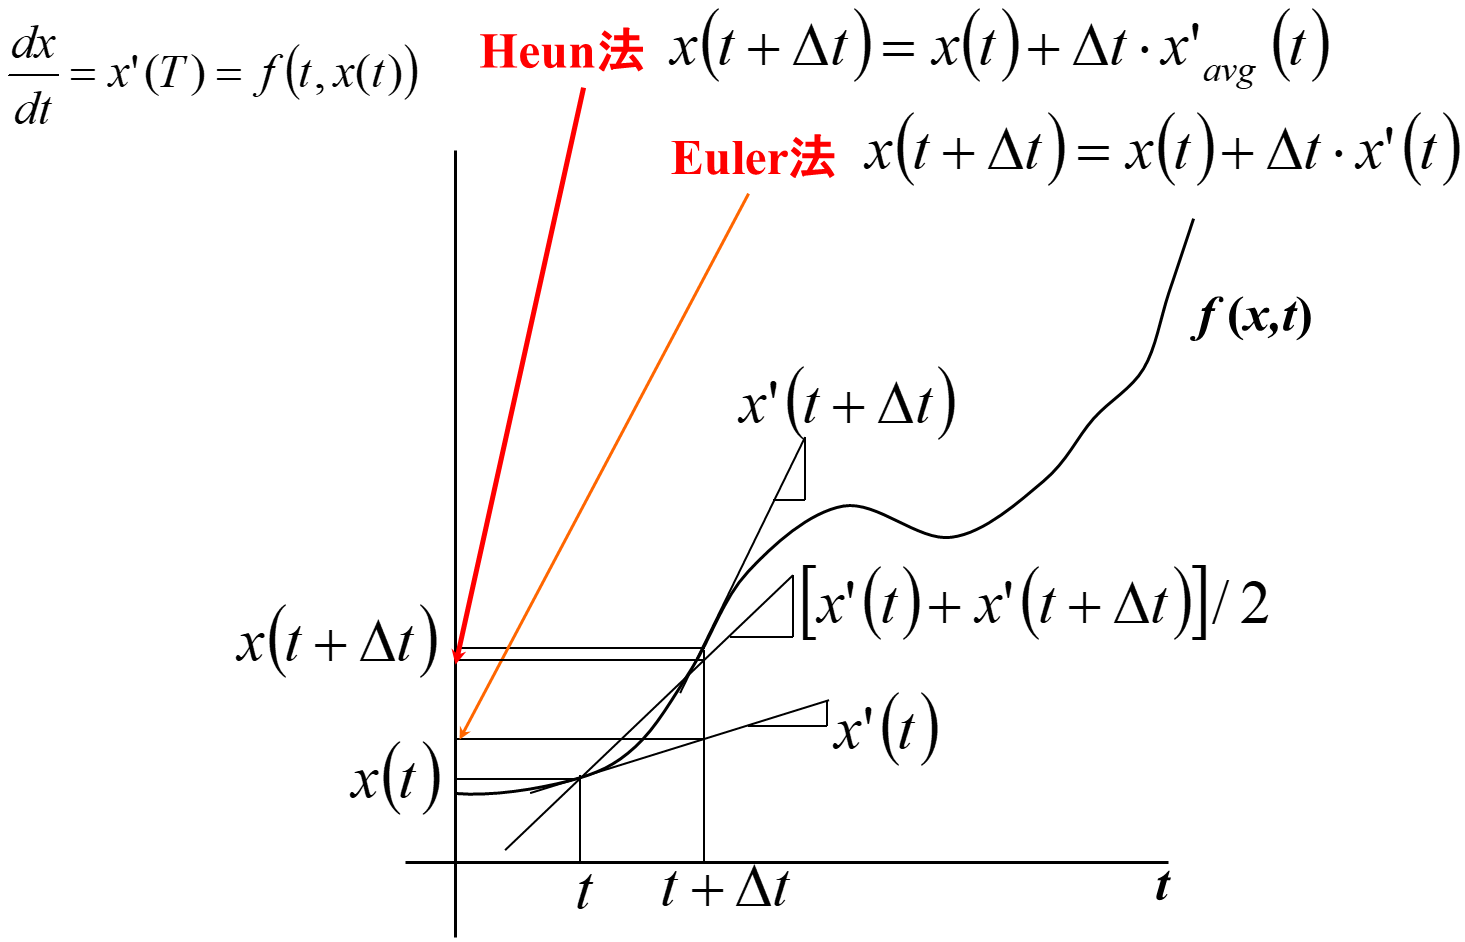 dx/dt = x'(T) = f(t, x(t))
Heun法 x(t + Δt) = x(t) + Δt · x'avg (t)
Euler法 x(t + Δt) = x(t) + Δt · x'(t)
f(x,t)
x'(t + Δt)
[x'(t) + x'(t + Δt)]/2
x(t + Δt)
x'(t)
x(t)
t
t + Δt
t